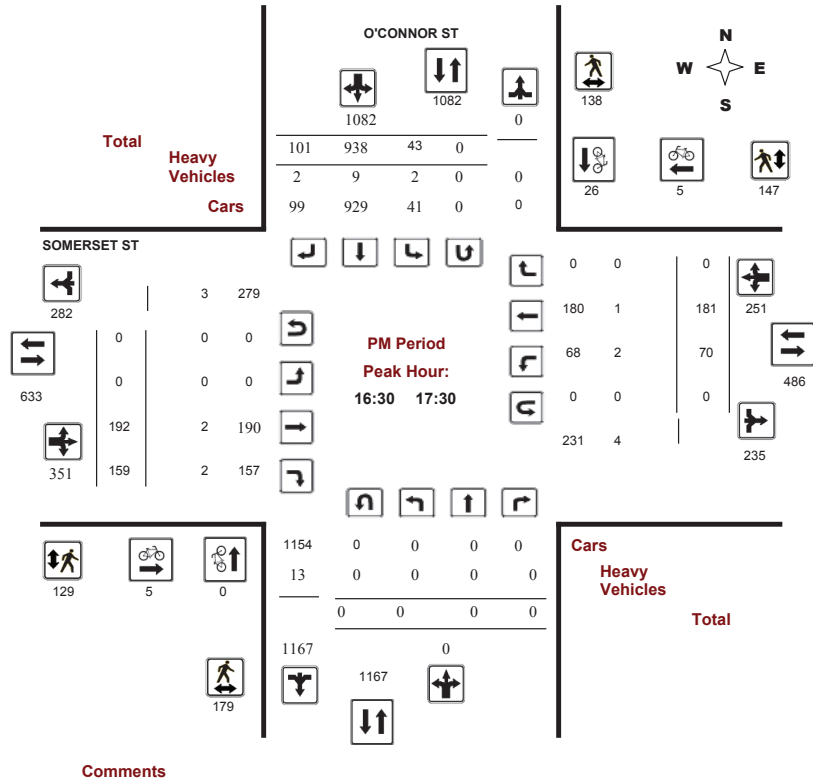 O'CONNOR ST
N
W E
S
1082
138
1082 0
Total 101 938 43 0
Heavy
Vehicles 2 9 2 0 0
Cars 99 929 41 0 0
26 5 147
SOMERSET ST
282 3 279
0 0 0
633
0 0 0
351 192 2 190
159 2 157
PM Period
Peak Hour:
16:30 17:30
0 0 0
251
180 1 181
486
68 2 70
0 0 0
231 4
235
129 5 0
179
1154 0 0 0 0
13 0 0 0 0
0 0 0 0
1167 0
1167
Cars
Heavy
Vehicles
Total
Comments